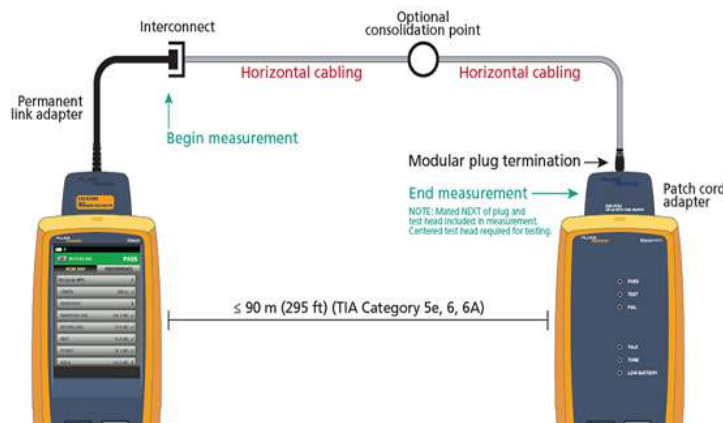 Optional
consolidation point
Interconnect
Horizontal cabling
Horizontal cabling
Permanent
link adapter
Begin measurement
Modular plug termination
End measurement
NOTE: Mated NEXT of plug and
test head included in measurement.
Centered test head required for testing.
Patch cord
adapter
PASS
≤ 90 m (295 ft) (TIA Category 5e, 6, 6A)
PASS
TEST
FAIL
TALK
TONE
LOW BATTERY